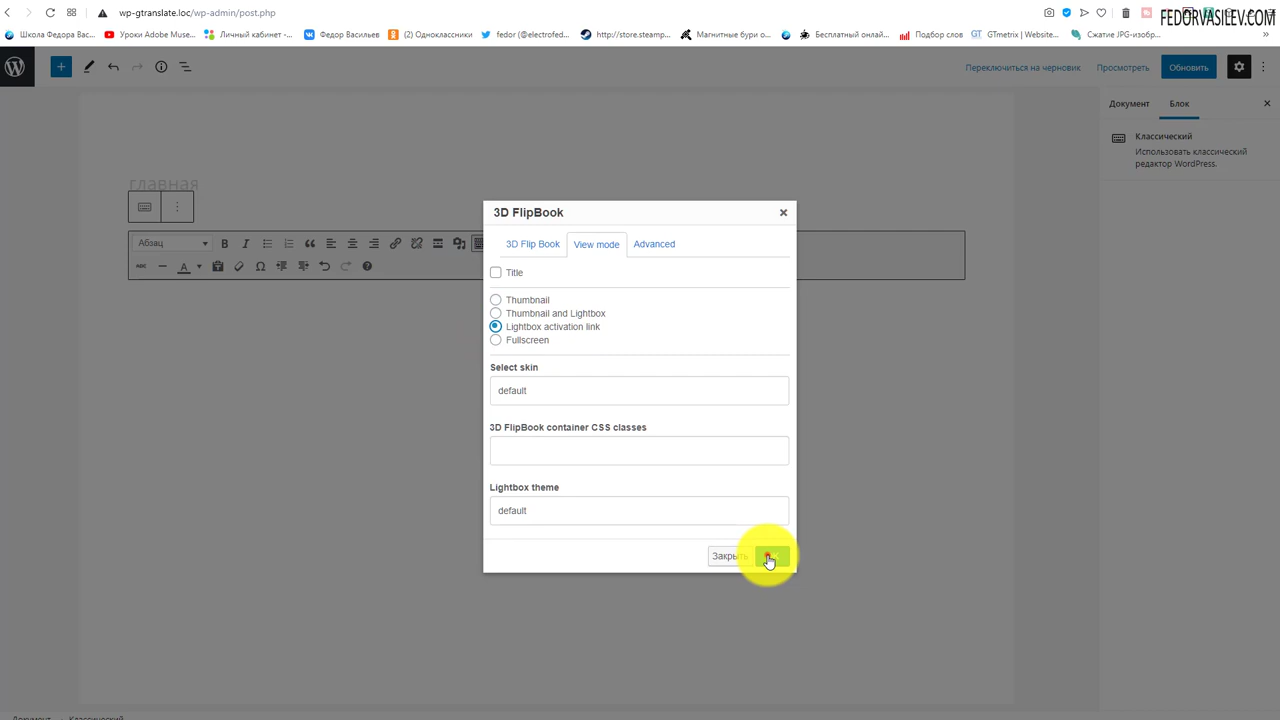 wp-gtranslate.loc/wp-admin/post.php
FEDORVASILEV.COM
Школа Федора Вас...
Уроки Adobe Muse...
Личный кабинет -...
Федор Васильев
(2) Одноклассники
fedor (@electrofed...
http://store.steamp...
Магнитные бури о...
Бесплатный онлай...
Подбор слов
GTmetrix | Website...
Сжатие JPG-изобр...
Переключиться на черновик
Просмотреть
Обновить
Документ
Блок
Классический
Использовать классический
редактор WordPress.
главная
Абзац
3D FlipBook
3D Flip Book
View mode
Advanced
Title
Thumbnail
Thumbnail and Lightbox
Lightbox activation link
Fullscreen
Select skin
default
3D FlipBook container CSS classes
Lightbox theme
default
Закрыть
Документ
Классический